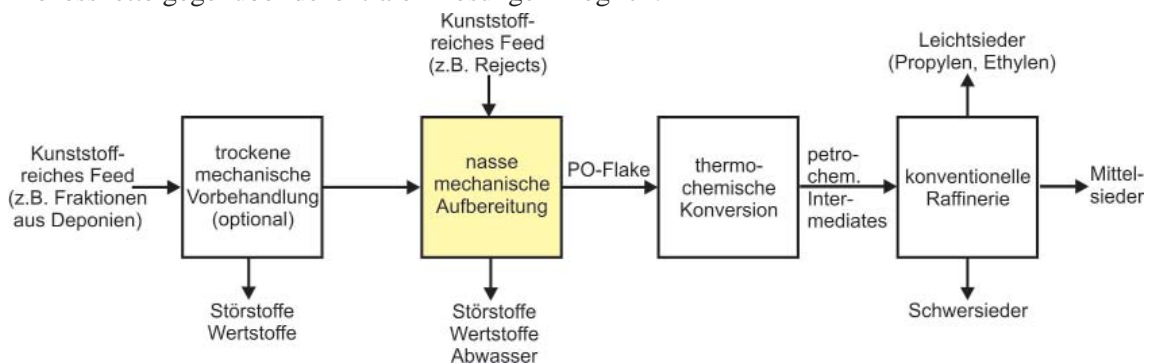 Kunststoff-
reiches Feed
(z.B. Rejects)
Leichtsieder
(Propylen, Ethylen)
Kunststoff-
reiches Feed
(z.B. Fraktionen
aus Deponien)
trockene
mechanische
Vorbehandlung
(optional)
nasse
mechanische
Aufbereitung
PO-Flake
thermo-
chemische
Konversion
petro-
chem.
Inter-
mediates
konventionelle
Raffinerie
Mittel-
sieder
Störstoffe
Wertstoffe
Störstoffe
Wertstoffe
Abwasser
Schwersieder